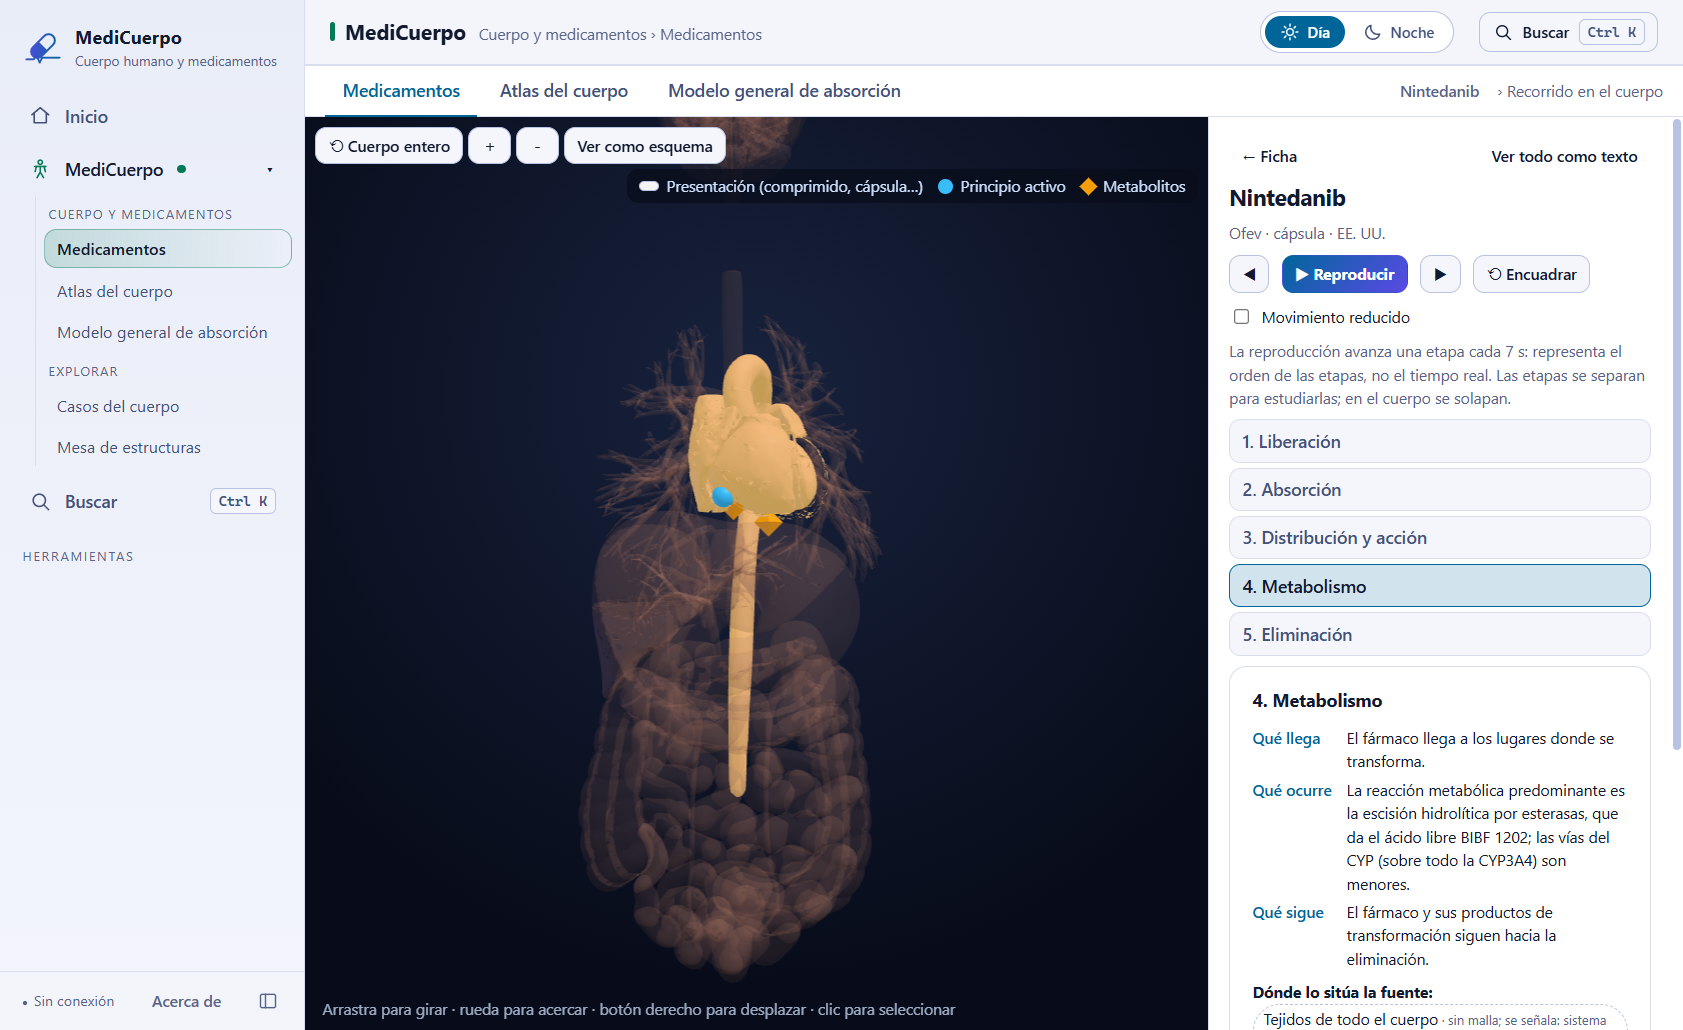 MediCuerpo
Cuerpo humano y medicamentos
Inicio
MediCuerpo
CUERPO Y MEDICAMENTOS
Medicamentos
Atlas del cuerpo
Modelo general de absorción
EXPLORAR
Casos del cuerpo
Mesa de estructuras
Buscar Ctrl K
HERRAMIENTAS
Sin conexión
Acerca de
MediCuerpo Cuerpo y medicamentos › Medicamentos
Día
Noche
Buscar Ctrl K
Medicamentos
Atlas del cuerpo
Modelo general de absorción
Nintedanib › Recorrido en el cuerpo
Cuerpo entero
+
-
Ver como esquema
Presentación (comprimido, cápsula...)
Principio activo
Metabolitos
Arrastra para girar · rueda para acercar · botón derecho para desplazar · clic para seleccionar
← Ficha
Ver todo como texto
Nintedanib
Ofev · cápsula · EE. UU.
Reproducir
Encuadrar
Movimiento reducido
La reproducción avanza una etapa cada 7 s: representa el
orden de las etapas, no el tiempo real. Las etapas se separan
para estudiarlas; en el cuerpo se solapan.
1. Liberación
2. Absorción
3. Distribución y acción
4. Metabolismo
5. Eliminación
4. Metabolismo
Qué llega
El fármaco llega a los lugares donde se
transforma.
Qué ocurre
La reacción metabólica predominante es
la escisión hidrolítica por esterasas, que
da el ácido libre BIBF 1202; las vías del
CYP (sobre todo la CYP3A4) son
menores.
Qué sigue
El fármaco y sus productos de
transformación siguen hacia la
eliminación.
Dónde lo sitúa la fuente:
Tejidos de todo el cuerpo · sin malla; se señala: sistema